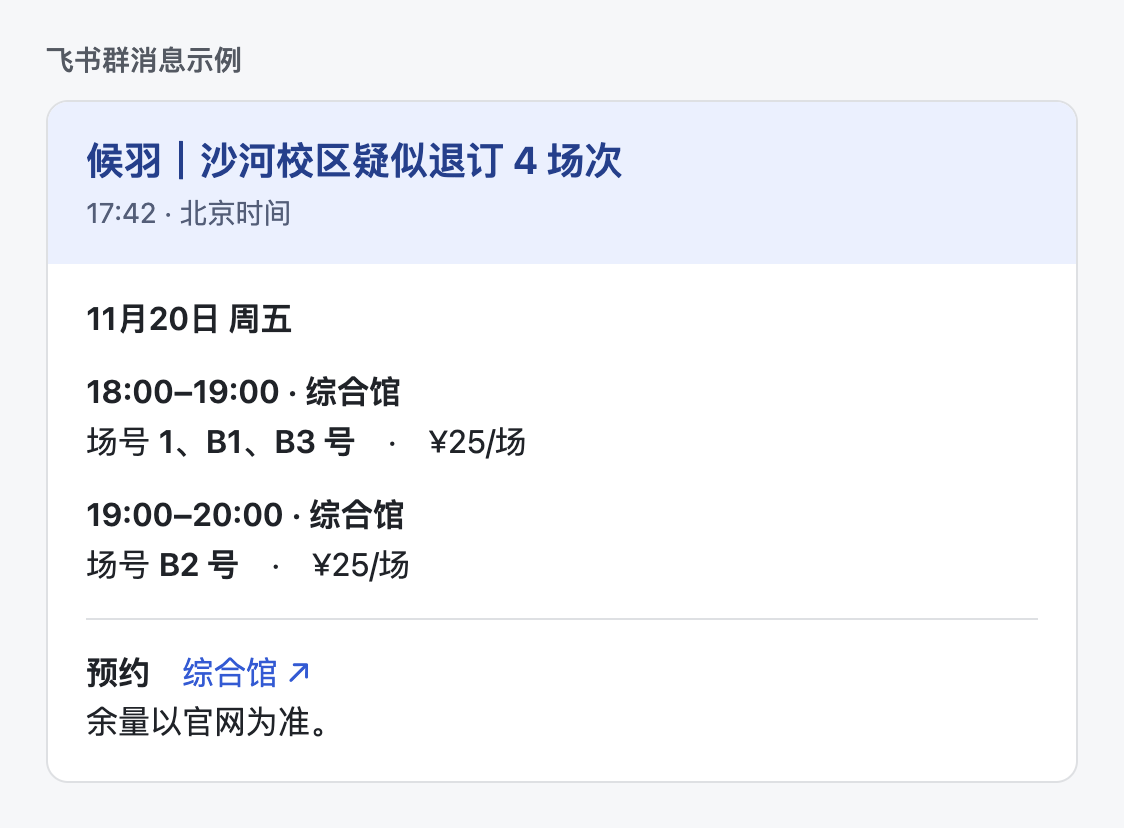 飞书群消息示例
候羽｜沙河校区疑似退订 4 场次
17:42 · 北京时间
11月20日 周五
18:00–19:00 · 综合馆
场号 1、B1、B3 号 · ¥25/场
19:00–20:00 · 综合馆
场号 B2 号 · ¥25/场
预约 综合馆 ↗
余量以官网为准。